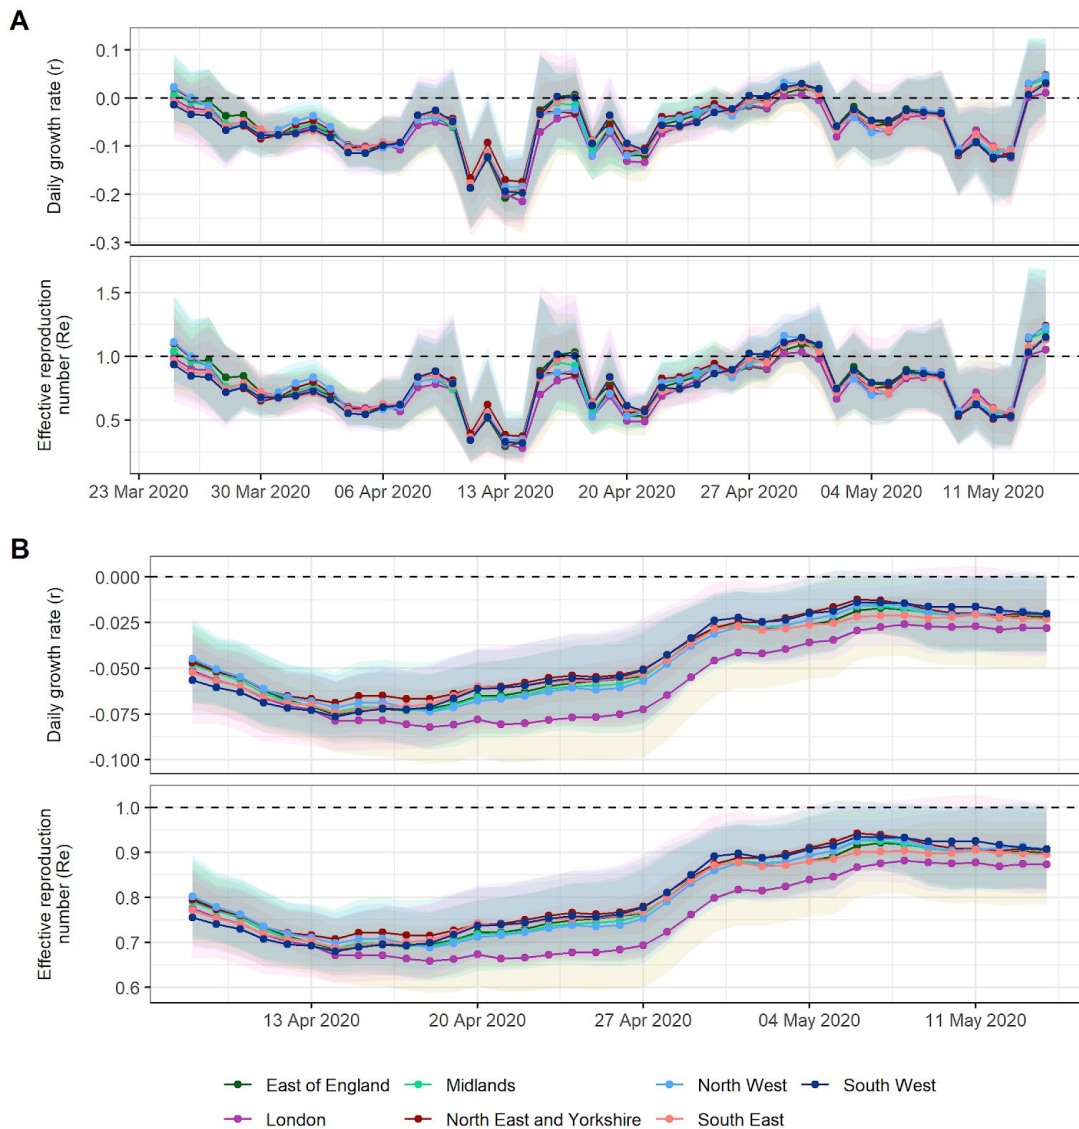 A
0.1
0.0
-0.1
-0.2
-0.3
Daily growth rate (r)
1.5
1.0
0.5
Effective reproduction
number (Re)
23 Mar 2020 30 Mar 2020 06 Apr 2020 13 Apr 2020 20 Apr 2020 27 Apr 2020 04 May 2020 11 May 2020
B
0.000
-0.025
-0.050
-0.075
-0.100
Daily growth rate (r)
1.0
0.9
0.8
0.7
0.6
Effective reproduction
number (Re)
13 Apr 2020 20 Apr 2020 27 Apr 2020 04 May 2020 11 May 2020
East of England Midlands North West South West
London North East and Yorkshire South East